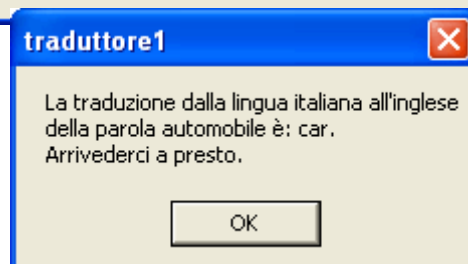 traduttore1
La traduzione dalla lingua italiana all'inglese
della parola automobile è: car.
Arrivederci a presto.
OK